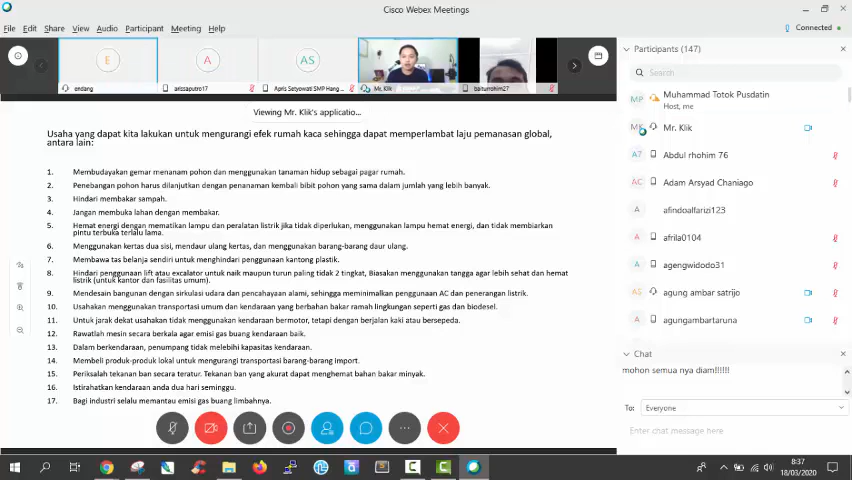 Cisco Webex Meetings
File Edit Share View Audio Participant Meeting Help
Connected
E
A
AS
endang
arissaputro17
Apris Setyowati SMP Hang...
Mr. Klik
baiturrohim27
Viewing Mr. Klik's applicatio...
Usaha yang dapat kita lakukan untuk mengurangi efek rumah kaca sehingga dapat memperlambat laju pemanasan global,
antara lain:
1. Membudayakan gemar menanam pohon dan menggunakan tanaman hidup sebagai pagar rumah.
2. Penebangan pohon harus dilanjutkan dengan penanaman kembali bibit pohon yang sama dalam jumlah yang lebih banyak.
3. Hindari membakar sampah.
4. Jangan membuka lahan dengan membakar.
5. Hemat energi dengan mematikan lampu dan peralatan listrik jika tidak diperlukan, menggunakan lampu hemat energi, dan tidak membiarkan
pintu terbuka terlalu lama.
6. Menggunakan kertas dua sisi, mendaur ulang kertas, dan menggunakan barang-barang daur ulang.
7. Membawa tas belanja sendiri untuk menghindari penggunaan kantong plastik.
8. Hindari penggunaan lift atau excalator untuk naik maupun turun paling tidak 2 tingkat, Biasakan menggunakan tangga agar lebih sehat dan hemat
listrik (untuk kantor dan fasilitas umum).
9. Mendesain bangunan dengan sirkulasi udara dan pencahayaan alami, sehingga meminimalkan penggunaan AC dan penerangan listrik.
10. Usahakan menggunakan transportasi umum dan kendaraan yang berbahan bakar ramah lingkungan seperti gas dan biodesel.
11. Untuk jarak dekat usahakan tidak menggunakan kendaraan bermotor, tetapi dengan berjalan kaki atau bersepeda.
12. Rawatlah mesin secara berkala agar emisi gas buang kendaraan baik.
13. Dalam berkendaraan, penumpang tidak melebihi kapasitas kendaraan.
14. Membeli produk-produk lokal untuk mengurangi transportasi barang-barang import.
15. Periksalah tekanan ban secara teratur. Tekanan ban yang akurat dapat menghemat bahan bakar minyak.
16. Istirahatkan kendaraan anda dua hari seminggu.
17. Bagi industri selalu memantau emisi gas buang limbahnya.
Participants (147)
Search
MP Muhammad Totok Pusdatin
Host, me
MK Mr. Klik
A7 Abdul rhohim 76
AC Adam Arsyad Chaniago
A afindoalfarizi123
A afrila0104
A agengwidodo31
AS agung ambar satrijo
A agungambartaruna
Chat
mohon semua nya diam!!!!!!
To: Everyone
Enter chat message here
8:37
18/03/2020